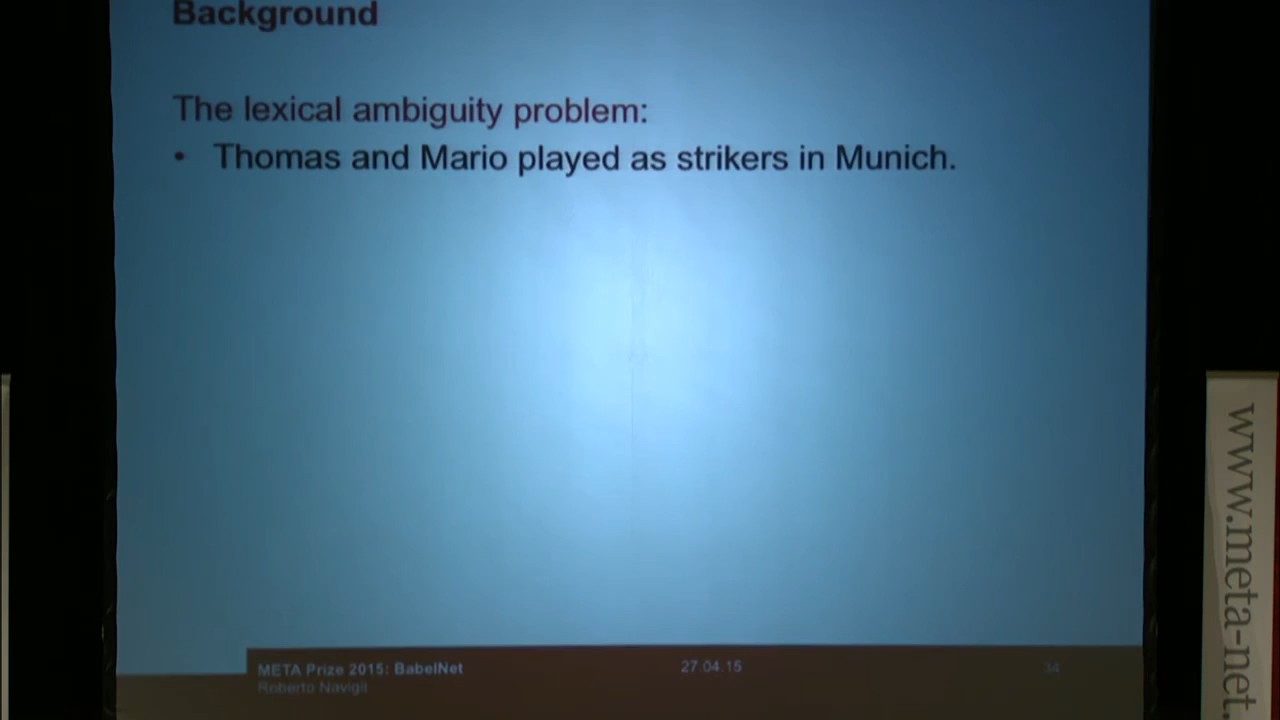 Background
The lexical ambiguity problem:
• Thomas and Mario played as strikers in Munich.
META Prize 2015: BabelNet
Roberto Navigli
27.04.15
www.meta-net.